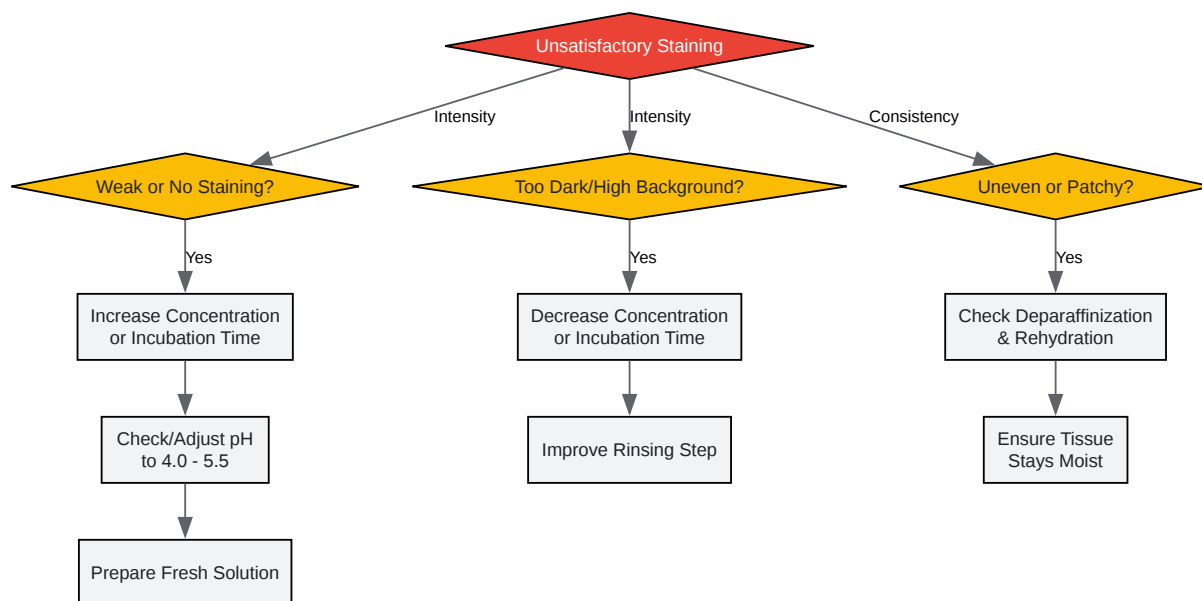 Unsatisfactory Staining
Intensity
Intensity
Consistency
Weak or No Staining?
Too Dark/High Background?
Uneven or Patchy?
Yes
Yes
Yes
Increase Concentration
or Incubation Time
Decrease Concentration
or Incubation Time
Check Deparaffinization
& Rehydration
Check/Adjust pH
to 4.0 - 5.5
Improve Rinsing Step
Ensure Tissue
Stays Moist
Prepare Fresh Solution